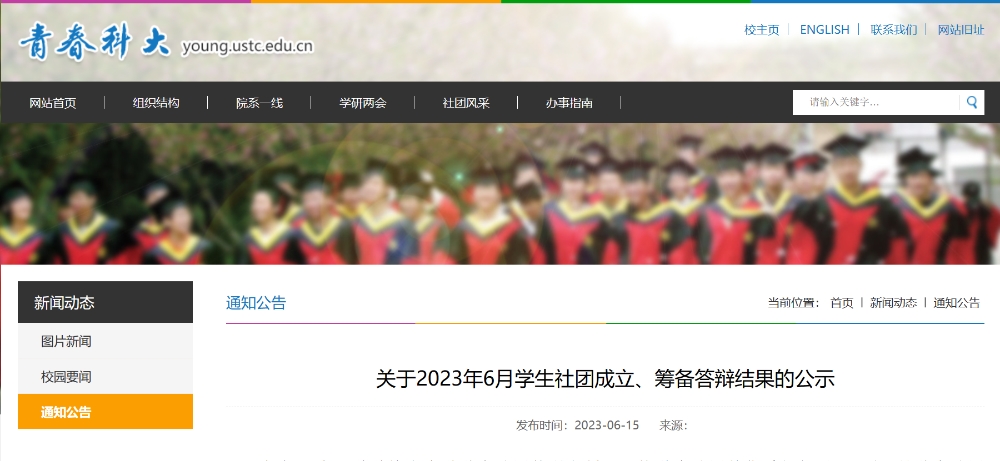 青春科大 young.ustc.edu.cn
校主页 ENGLISH 联系我们 网站旧址
网站首页 组织结构 院系一线 学研两会 社团风采 办事指南 请输入关键字...
新闻动态
图片新闻
校园要闻
通知公告
通知公告 当前位置： 首页 | 新闻动态 | 通知公告
关于2023年6月学生社团成立、筹备答辩结果的公示
发布时间：2023-06-15 来源：